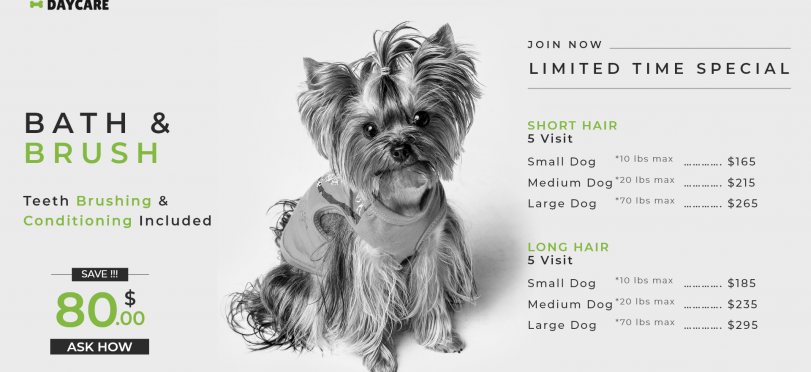 DAYCARE
BATH &
BRUSH
Teeth Brushing &
Conditioning Included
SAVE !!!
80$.00
ASK HOW
JOIN NOW
LIMITED TIME SPECIAL
SHORT HAIR
5 Visit
Small Dog *10 lbs max ............ $165
Medium Dog *20 lbs max ............ $215
Large Dog *70 lbs max ............ $265
LONG HAIR
5 Visit
Small Dog *10 lbs max ............ $185
Medium Dog *20 lbs max ............ $235
Large Dog *70 lbs max ............ $295